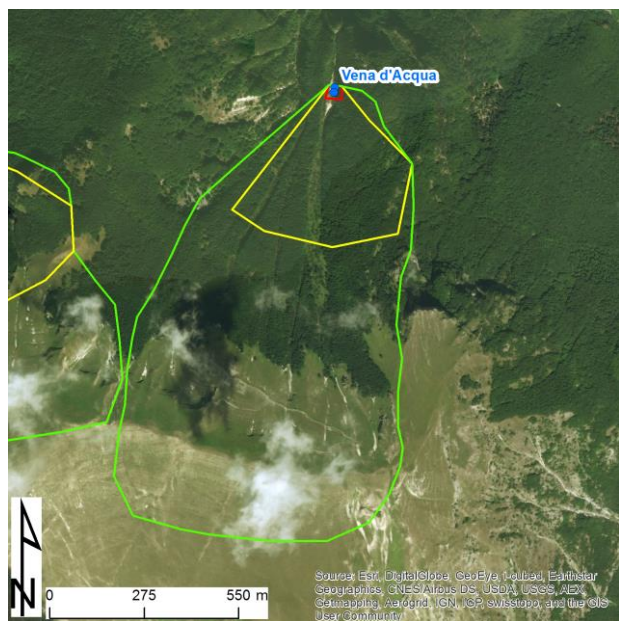 Vena d'Acqua
N
0 275 550 m
Source: Esri, DigitalGlobe, GeoEye, i-cubed, Earthstar
Geographics, CNES/Airbus DS, USDA, USGS, AEX,
Getmapping, Aerogrid, IGN, IGP, swisstopo, and the GIS
User Community